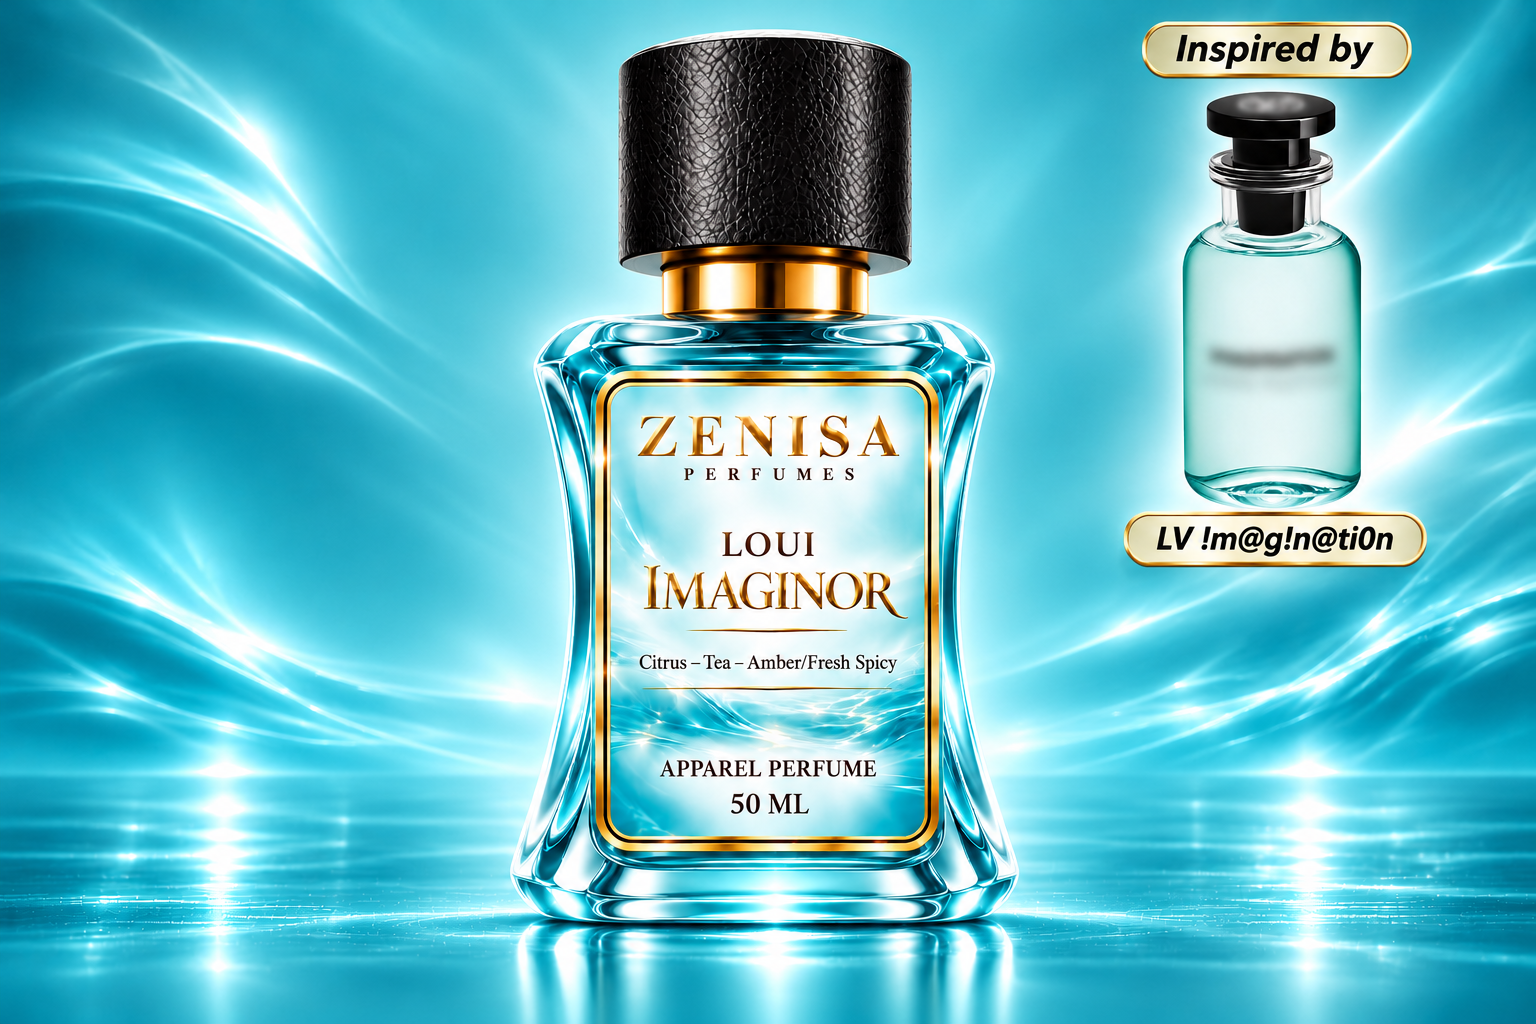 Inspired by
ZENISA
PERFUMES
LOUI
IMAGINOR
Citrus – Tea – Amber/Fresh Spicy
APPAREL PERFUME
50 ML
LV !m@g!n@ti0n